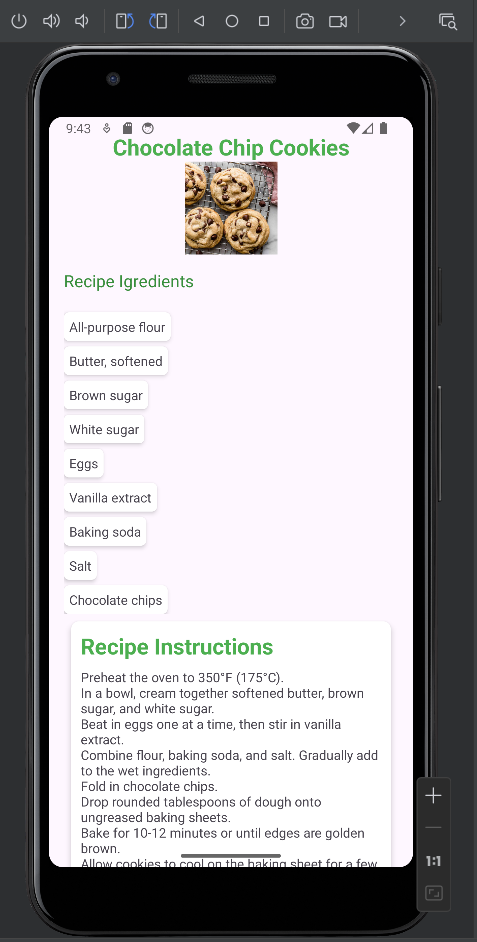 9:43
Chocolate Chip Cookies
Recipe Igredients
All-purpose flour
Butter, softened
Brown sugar
White sugar
Eggs
Vanilla extract
Baking soda
Salt
Chocolate chips
Recipe Instructions
Preheat the oven to 350°F (175°C).
In a bowl, cream together softened butter, brown
sugar, and white sugar.
Beat in eggs one at a time, then stir in vanilla
extract.
Combine flour, baking soda, and salt. Gradually add
to the wet ingredients.
Fold in chocolate chips.
Drop rounded tablespoons of dough onto
ungreased baking sheets.
Bake for 10-12 minutes or until edges are golden
brown.
Allow cookies to cool on the baking sheet for a few
1:1